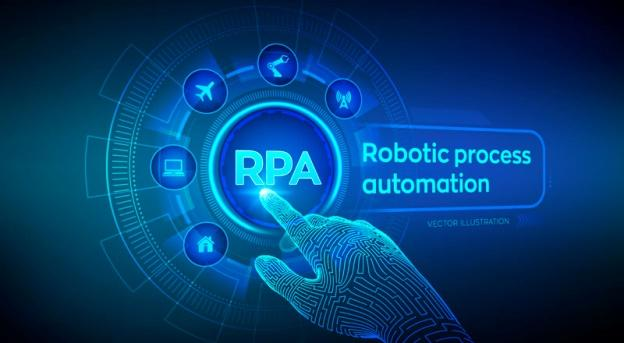 RPA
Robotic process
automation
VECTOR ILLUSTRATION